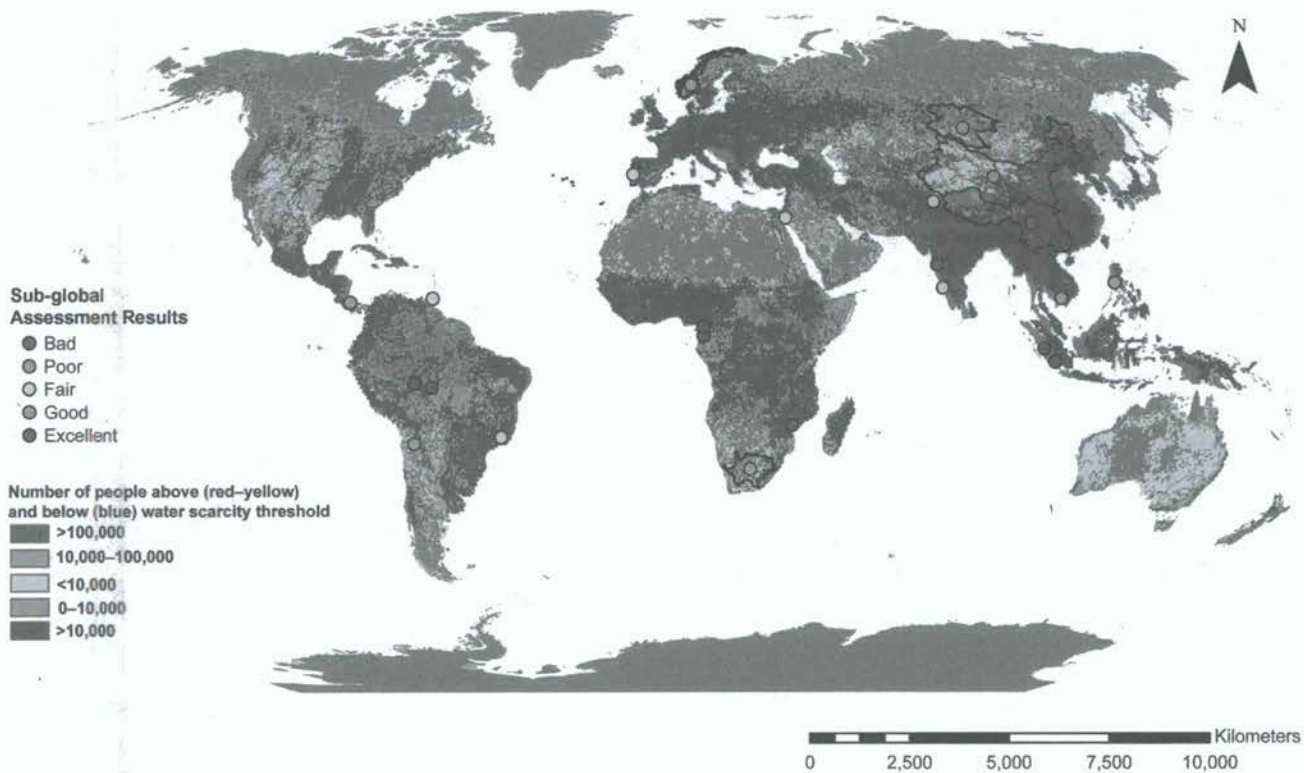 N
Sub-global
Assessment Results
Bad
Poor
Fair
Good
Excellent
Number of people above (red–yellow)
and below (blue) water scarcity threshold
>100,000
10,000–100,000
<10,000
0–10,000
>10,000
Kilometers
0 2,500 5,000 7,500 10,000